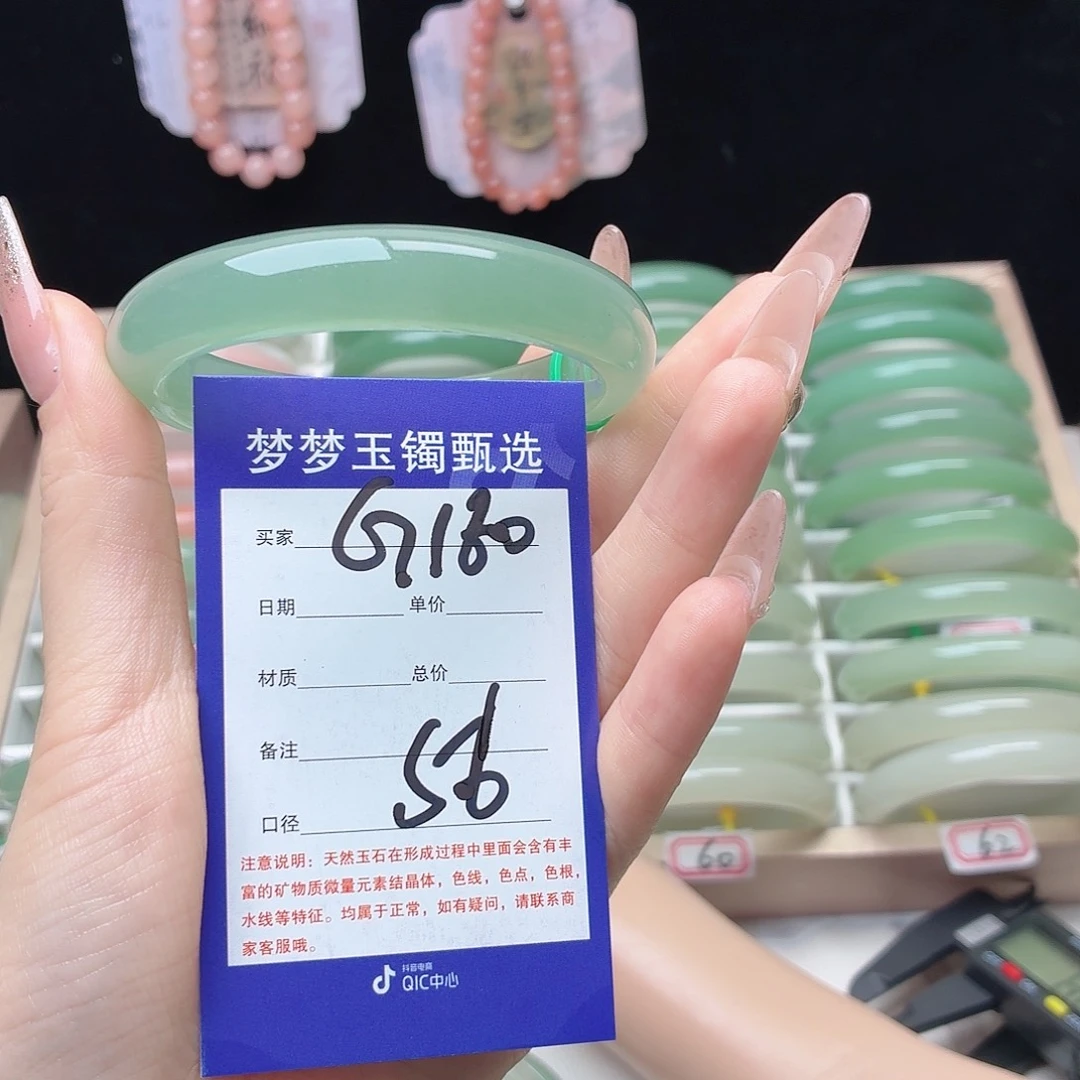 梦梦玉镯甄选
买家 G180
日期 单价
材质 总价
备注 56
口径
注意说明：天然玉石在形成过程中里面会含有丰
富的矿物质微量元素结晶体，色线，色点，色根，
水线等特征。均属于正常，如有疑问，请联系商
家客服哦。
抖音电商
QIC中心
60
62